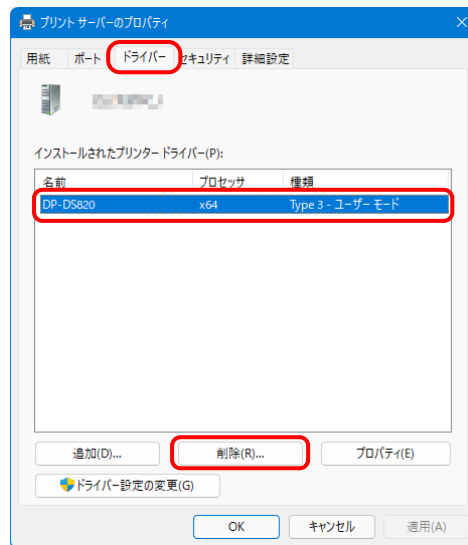 プリント サーバーのプロパティ
用紙 ポート ドライバー セキュリティ 詳細設定
インストールされたプリンター ドライバー(P):
名前 プロセッサ 種類
DP-DS820 x64 Type 3 - ユーザー モード
追加(D)... 削除(R)... プロパティ(E)
ドライバー設定の変更(G)
OK キャンセル 適用(A)